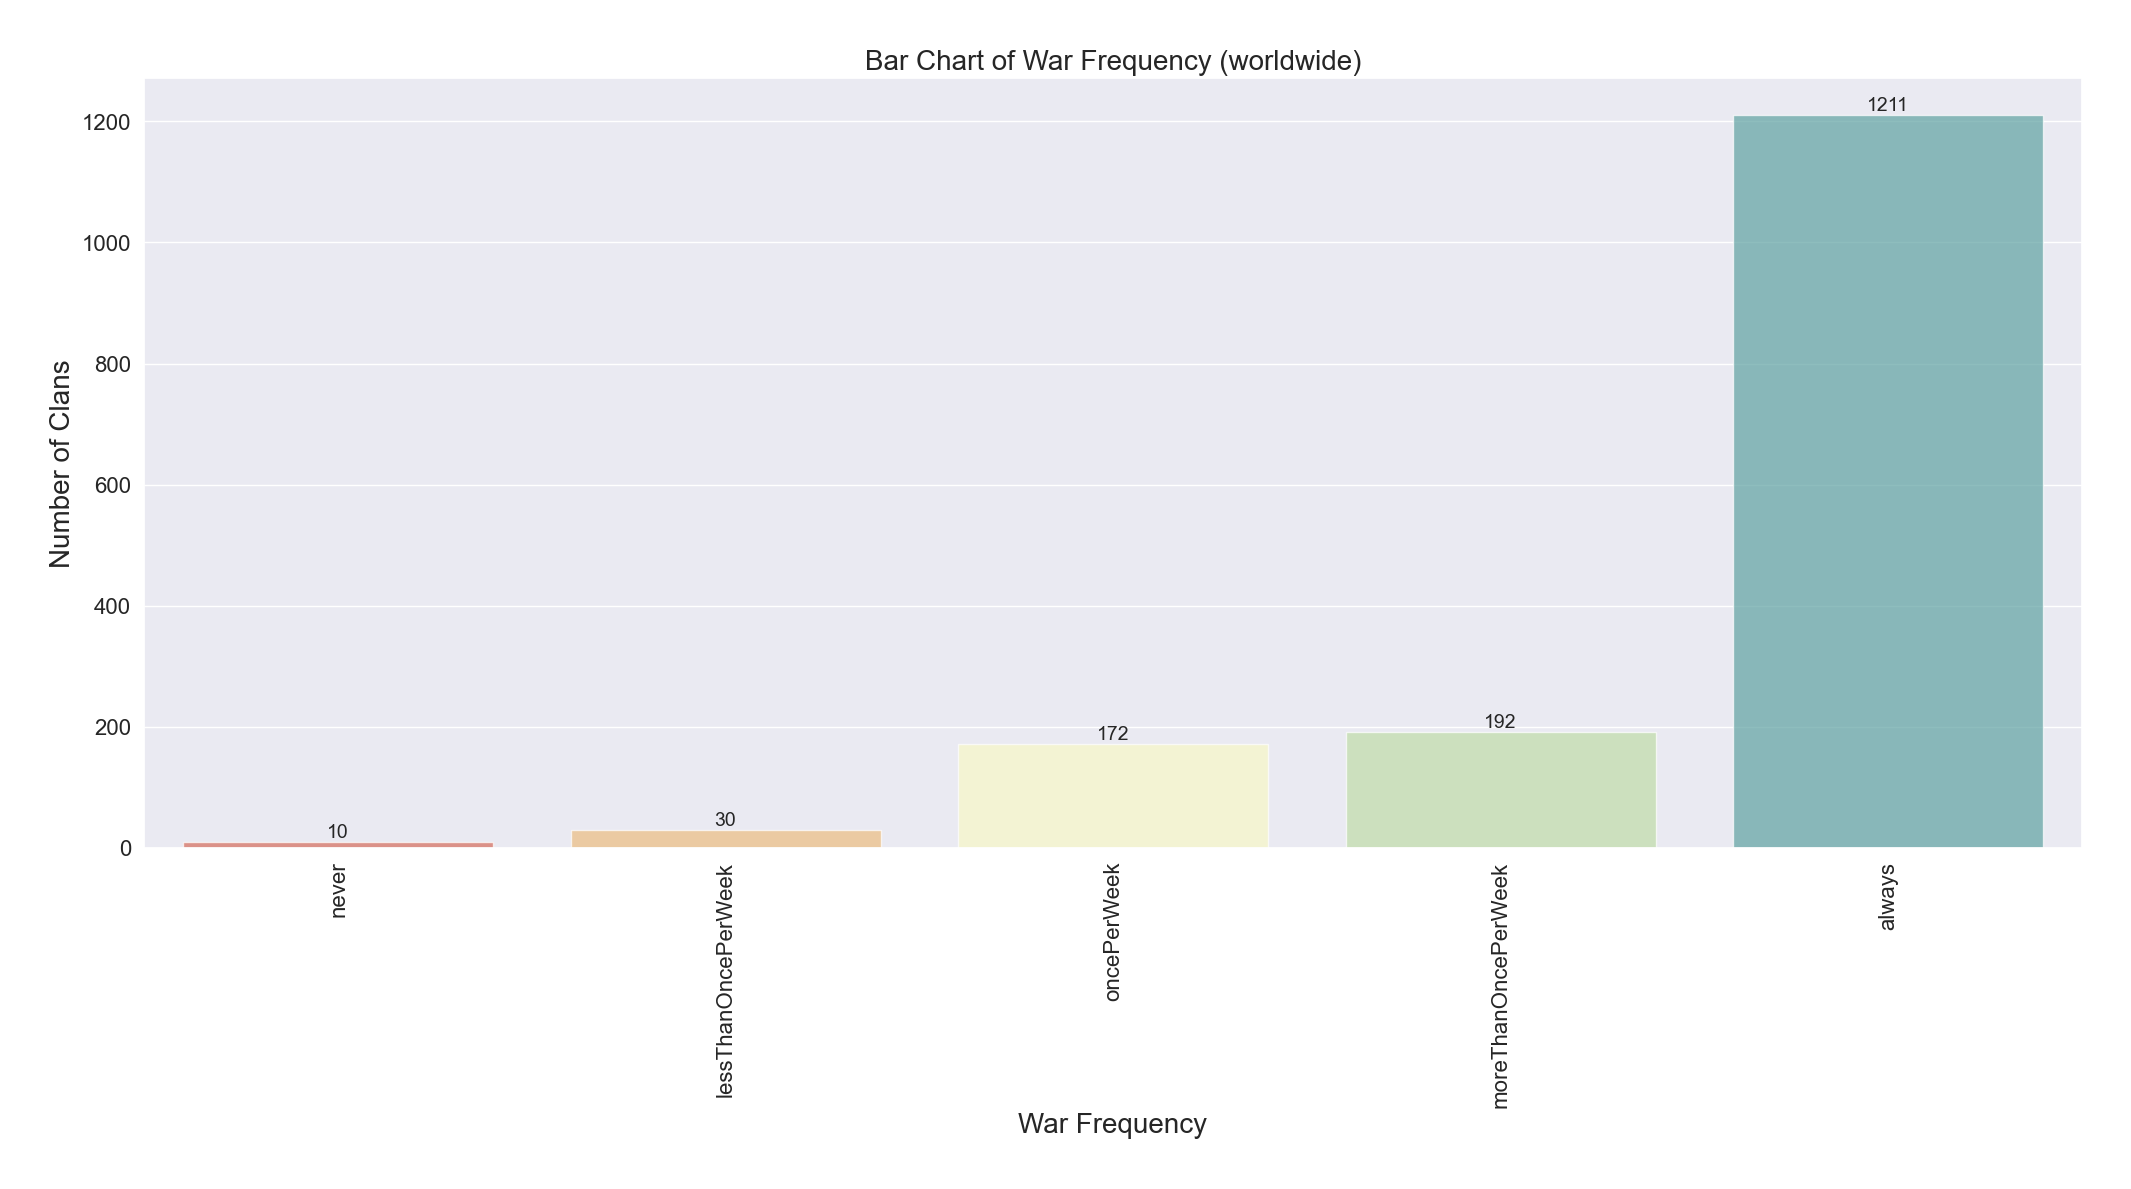 Bar Chart of War Frequency (worldwide)
Number of Clans
1200
1000
800
600
400
200
0
10
30
172
192
1211
never
lessThanOncePerWeek
oncePerWeek
moreThanOncePerWeek
always
War Frequency